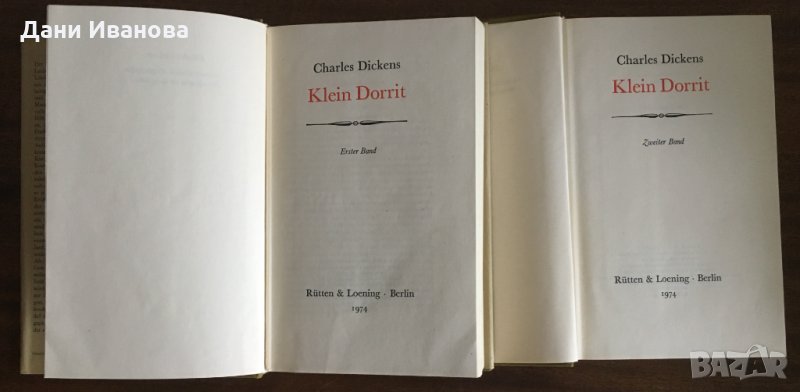 Дани Иванова
Charles Dickens
Klein Dorrit
Erster Band
Rütten & Loening · Berlin
1974
Charles Dickens
Klein Dorrit
Zweiter Band
Rütten & Loening · Berlin
1974
BAZAR